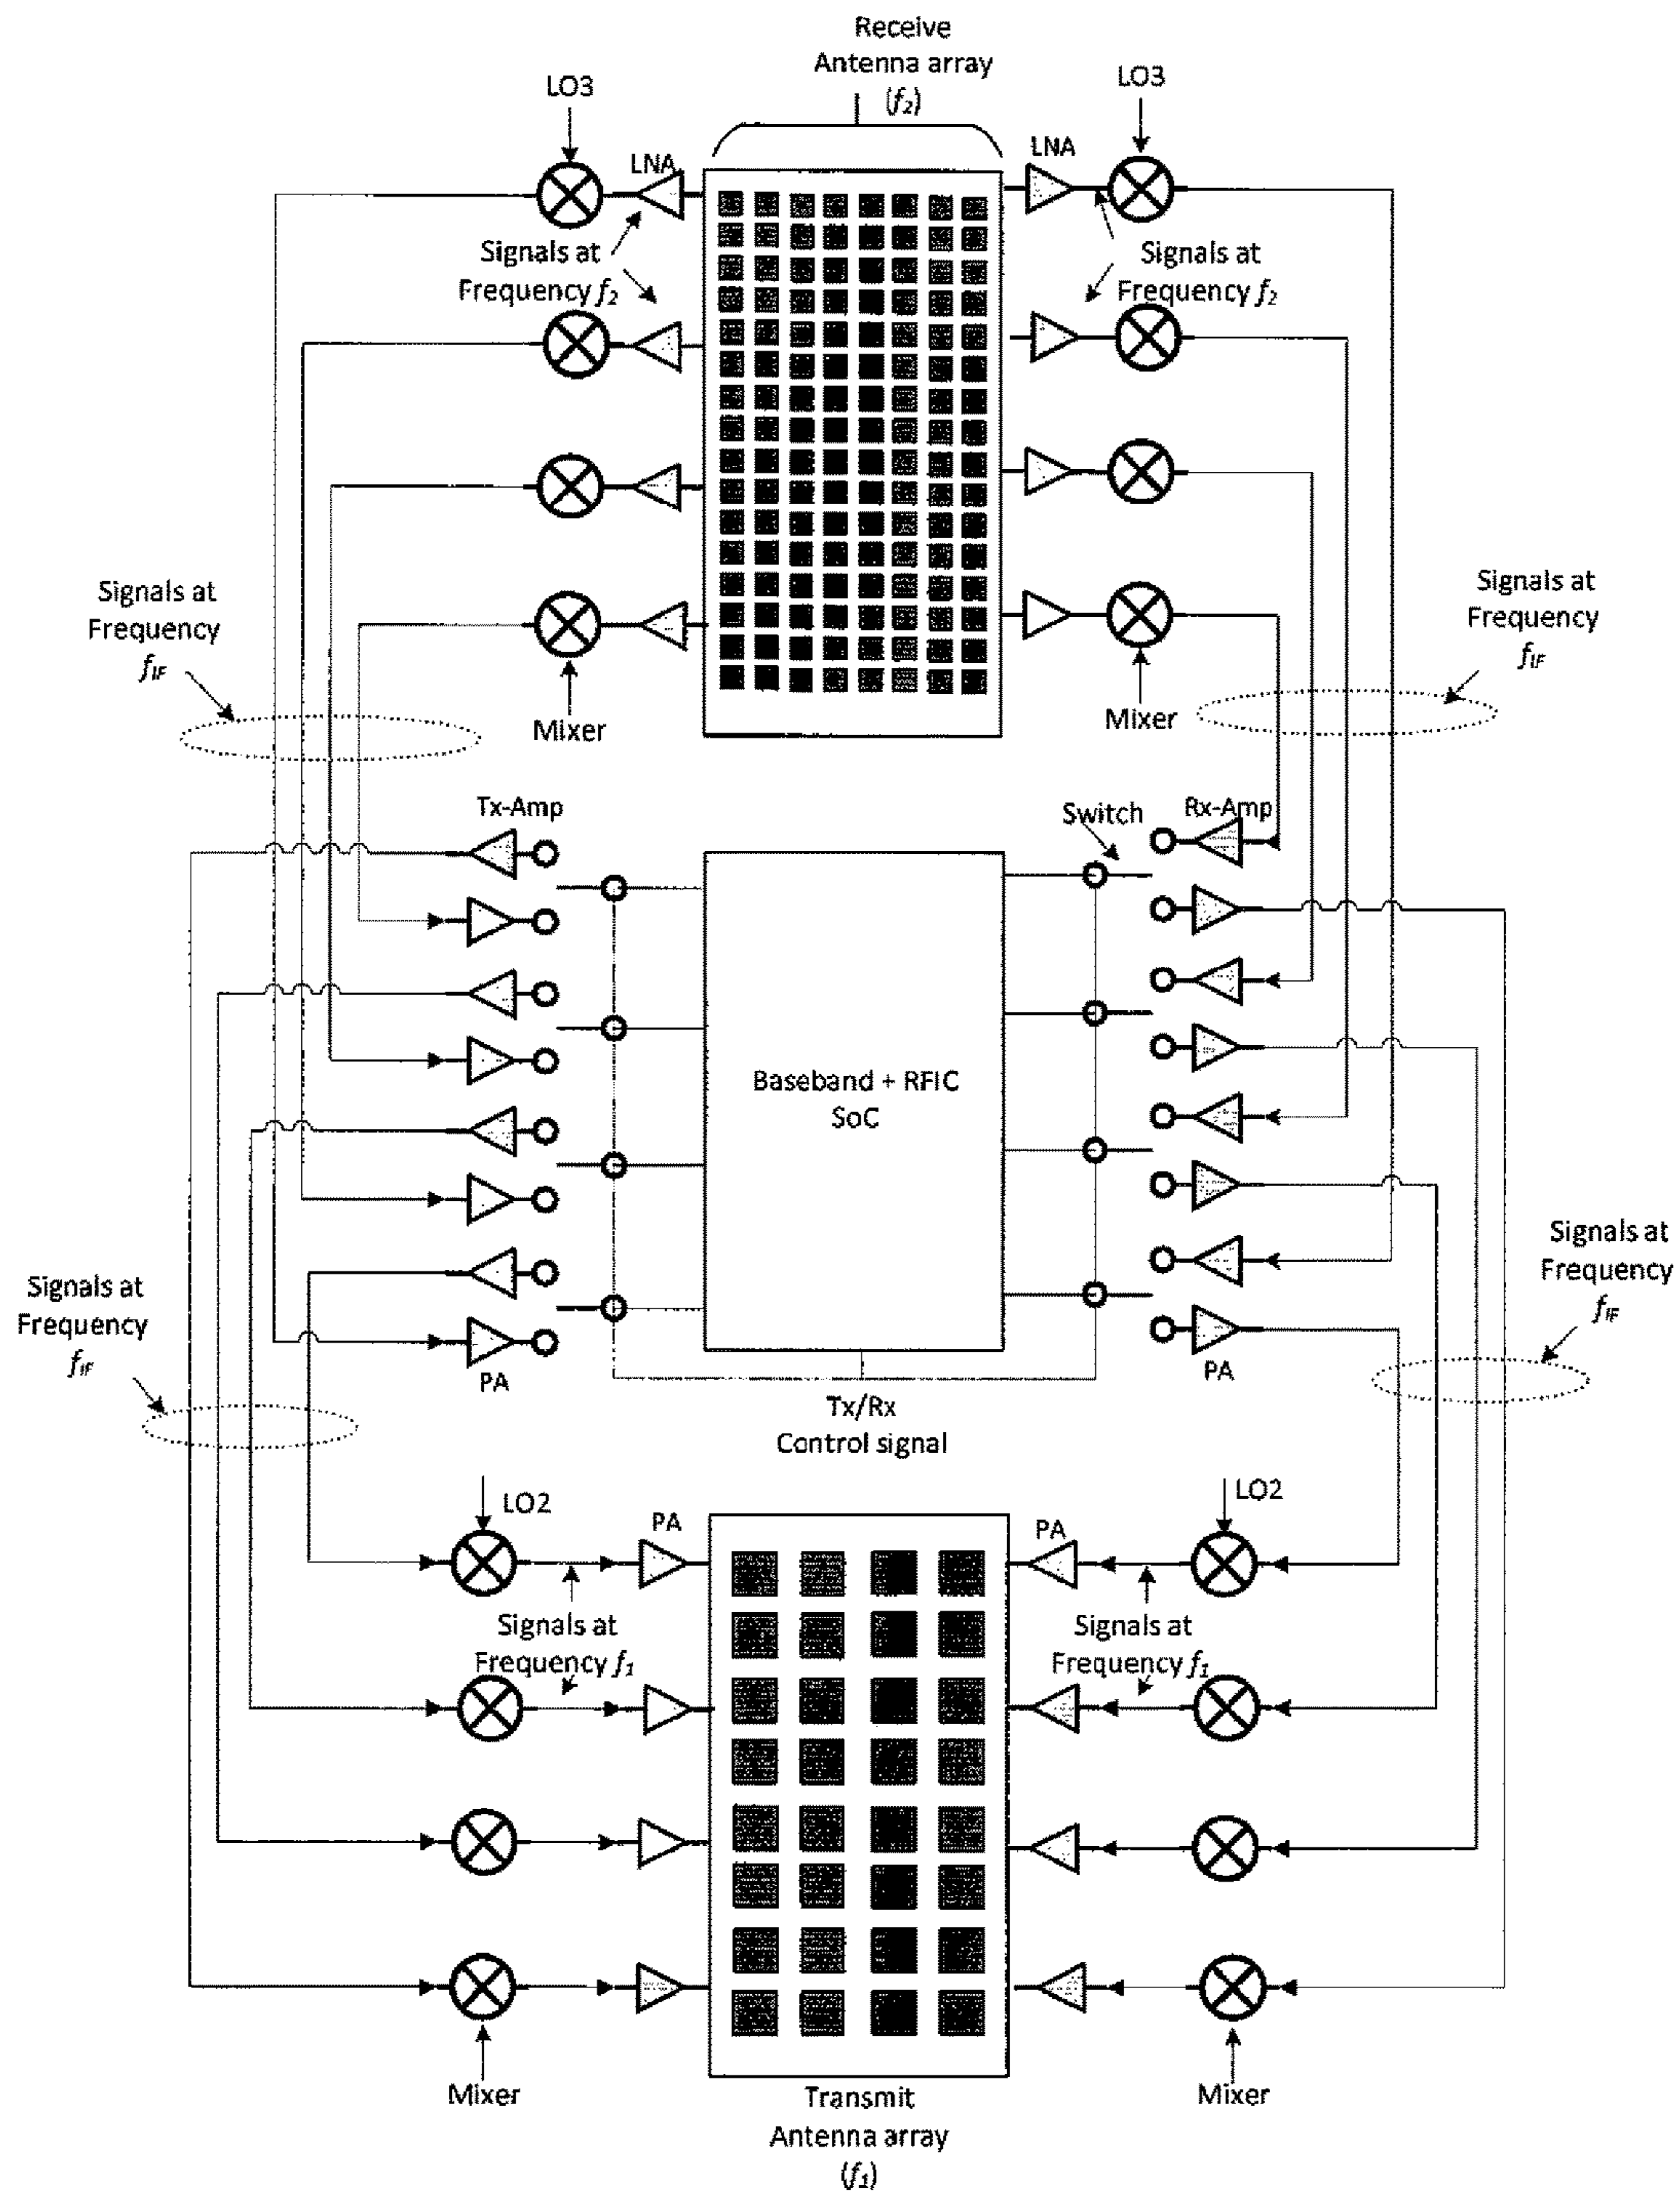 Receive
Antenna array
(f2)
LO3
LO3
LNA
LNA
Signals at
Frequency f2
Signals at
Frequency f2
Signals at
Frequency
fIF
Signals at
Frequency
fIF
Mixer
Mixer
Tx-Amp
Switch
Rx-Amp
Baseband + RFIC
SoC
Signals at
Frequency
fIF
Signals at
Frequency
fIF
PA
PA
Tx/Rx
Control signal
LO2
LO2
PA
PA
Signals at
Frequency f1
Signals at
Frequency f1
Mixer
Mixer
Transmit
Antenna array
(f1)